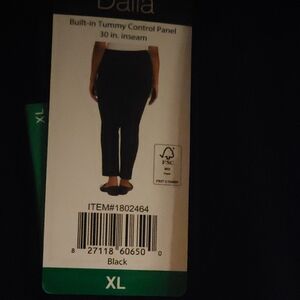 Dalia
Built-in Tummy Control Panel
30 in. inseam
XL
FSC
ITEM#1802464
8 27118 60650 0
Black
XL